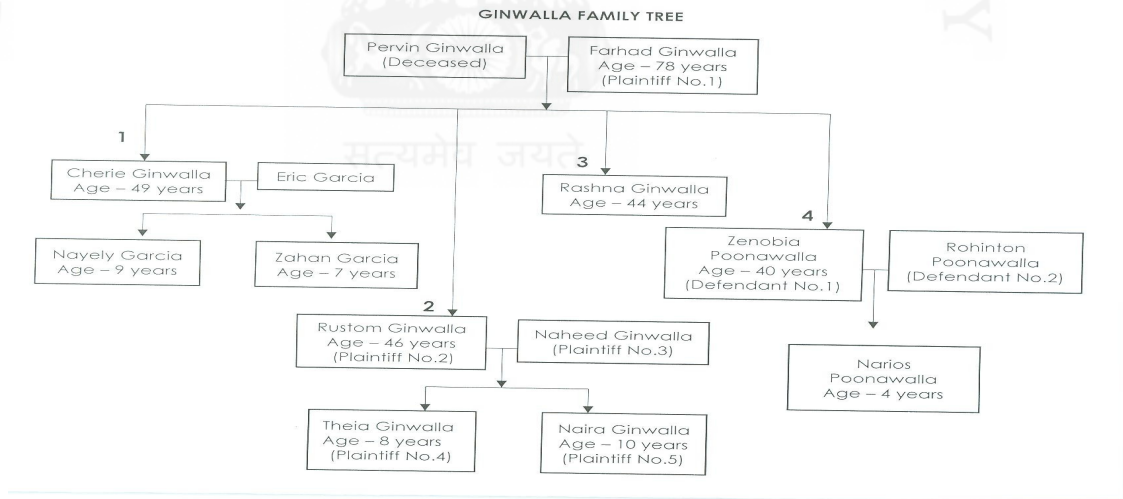 GINWALLA FAMILY TREE
Pervin Ginwalla
(Deceased)
Farhad Ginwalla
Age – 78 years
(Plaintiff No.1)
1
Cherie Ginwalla
Age – 49 years
Eric Garcia
Nayely Garcia
Age – 9 years
Zahan Garcia
Age – 7 years
सत्यमेव जयते
3
Rashna Ginwalla
Age – 44 years
4
Zenobia
Poonawalla
Age – 40 years
(Defendant No.1)
Rohinton
Poonawalla
(Defendant No.2)
Narios
Poonawalla
Age – 4 years
2
Rustom Ginwalla
Age – 46 years
(Plaintiff No.2)
Naheed Ginwalla
(Plaintiff No.3)
Theia Ginwalla
Age – 8 years
(Plaintiff No.4)
Naira Ginwalla
Age – 10 years
(Plaintiff No.5)